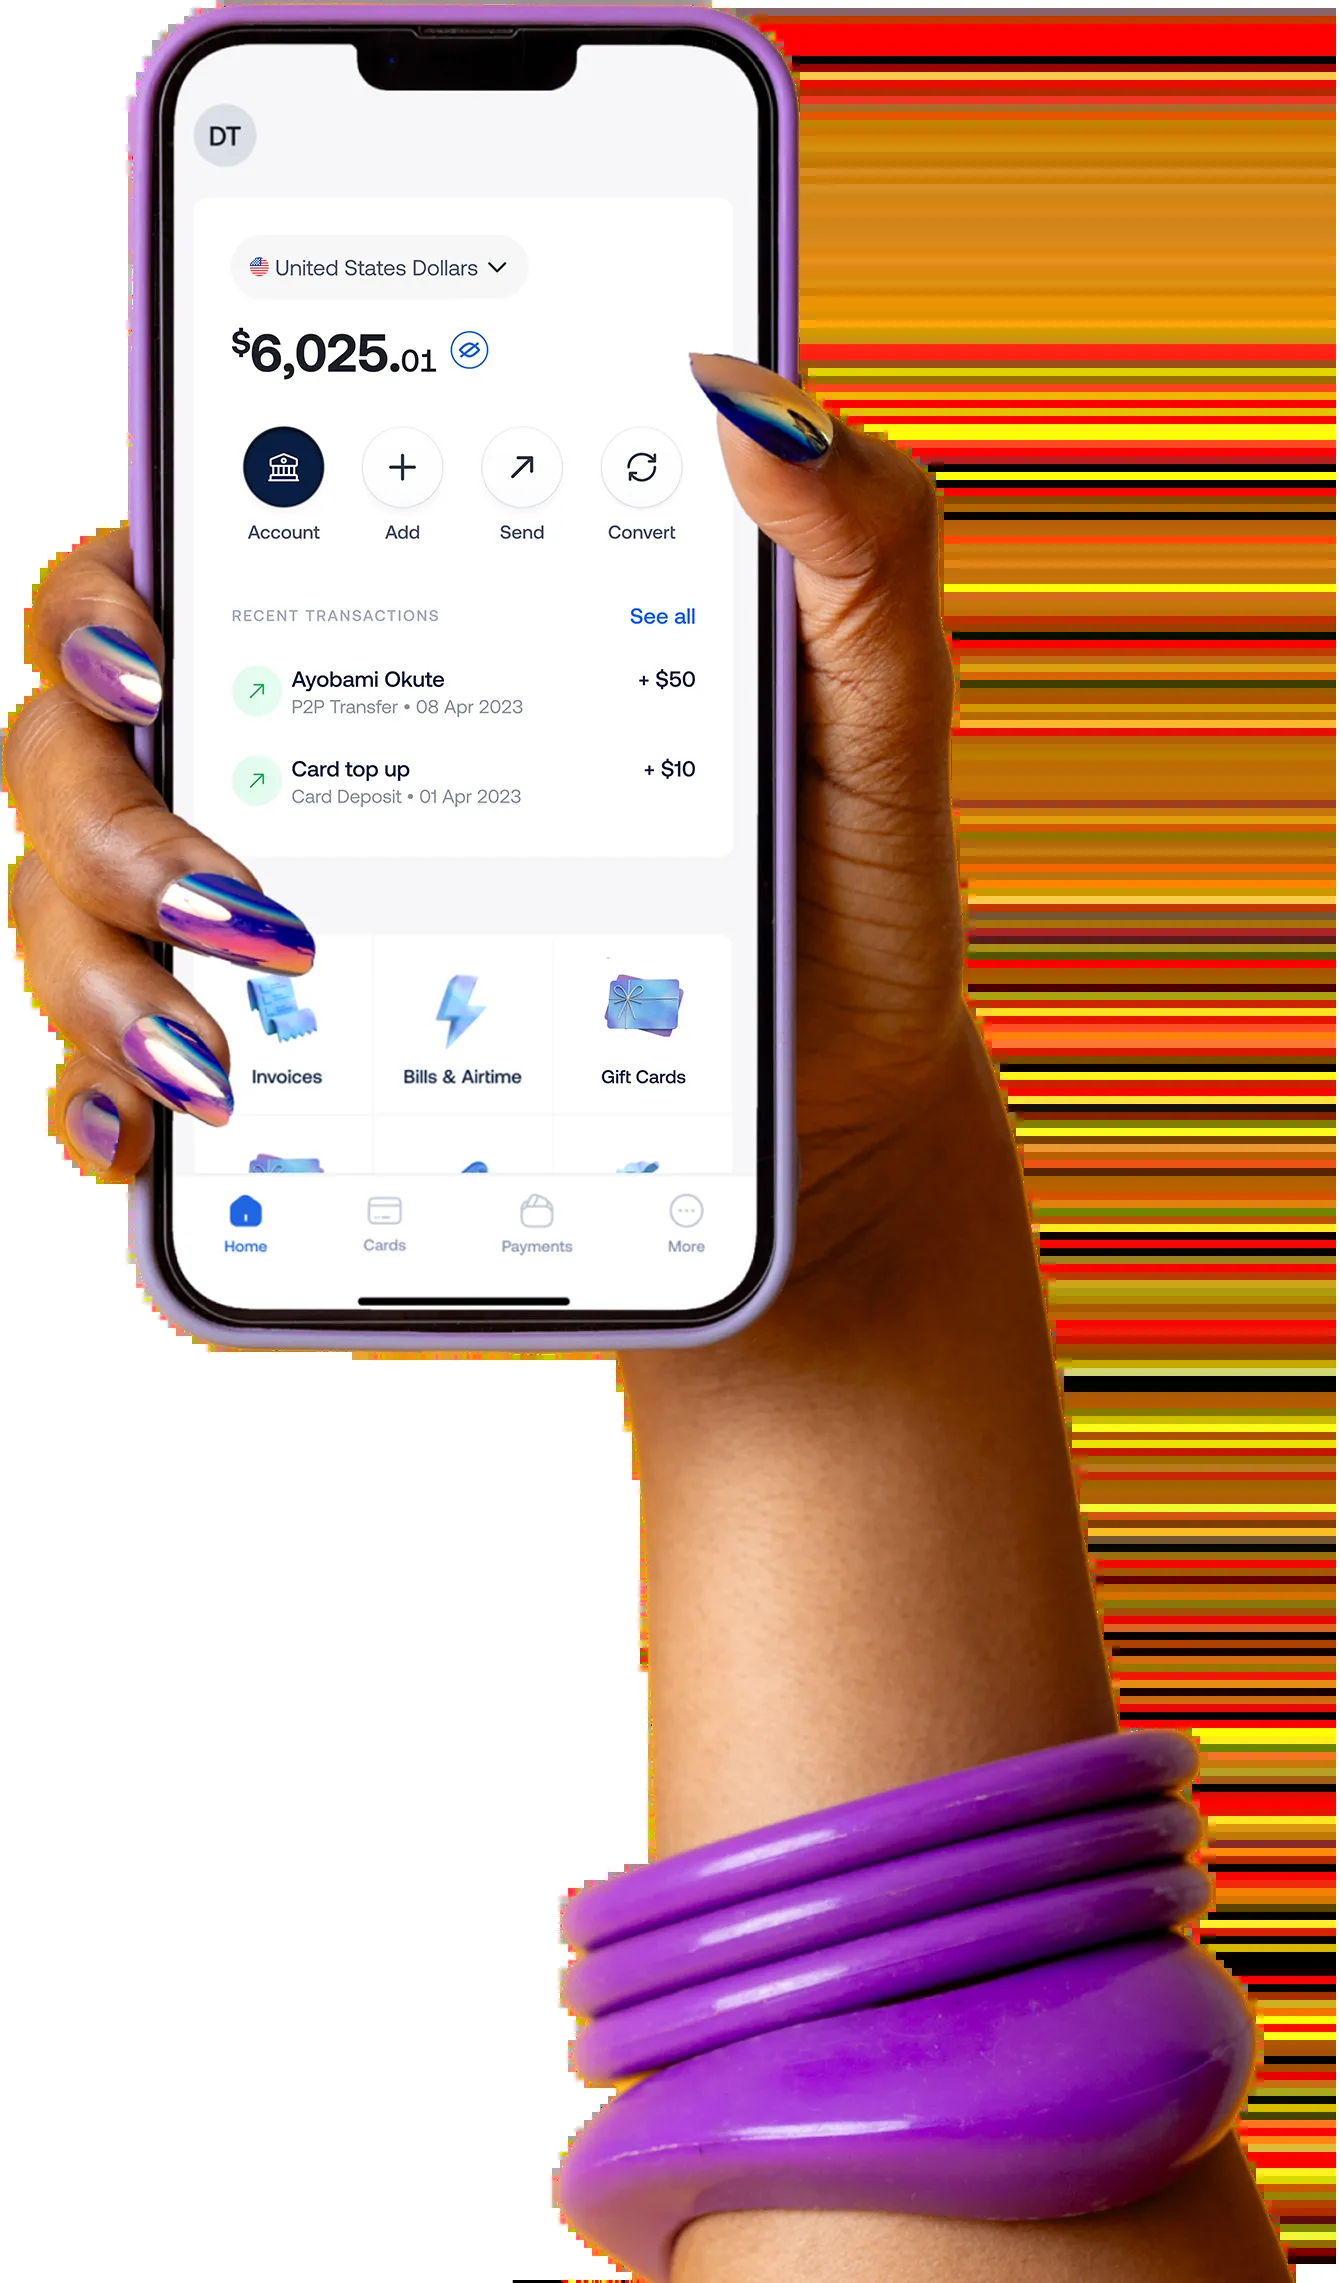 DT
United States Dollars
$6,025.01
Account Add Send Convert
RECENT TRANSACTIONS See all
Ayobami Okute + $50
P2P Transfer • 08 Apr 2023
Card top up + $10
Card Deposit • 01 Apr 2023
Invoices Bills & Airtime Gift Cards
Home Cards Payments More